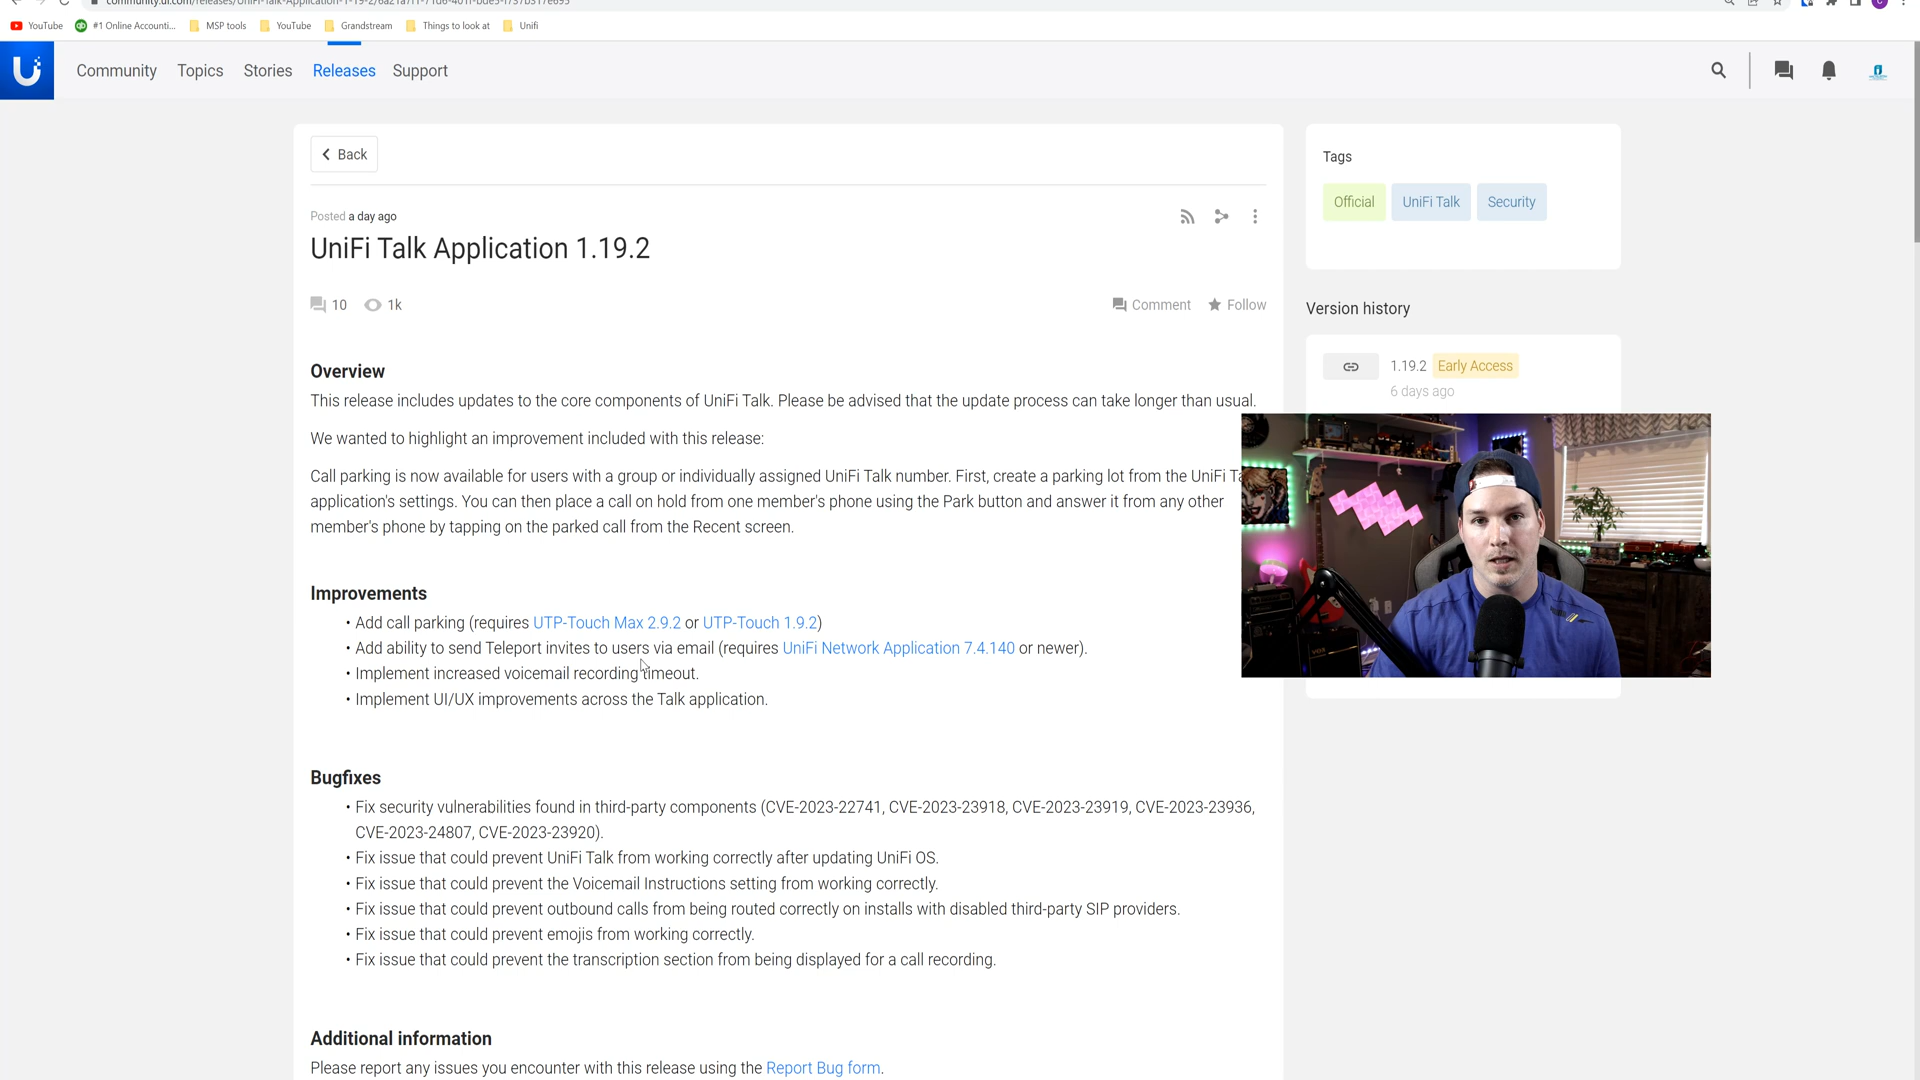 YouTube
#1 Online Accounti...
MSP tools
YouTube
Grandstream
Things to look at
Unifi
Community
Topics
Stories
Releases
Support
Back
Posted a day ago
UniFi Talk Application 1.19.2
10
1k
Comment
Follow
Overview
This release includes updates to the core components of UniFi Talk. Please be advised that the update process can take longer than usual.
We wanted to highlight an improvement included with this release:
Call parking is now available for users with a group or individually assigned UniFi Talk number. First, create a parking lot from the UniFi
application's settings. You can then place a call on hold from one member's phone using the Park button and answer it from any other
member's phone by tapping on the parked call from the Recent screen.
Improvements
• Add call parking (requires UTP-Touch Max 2.9.2 or UTP-Touch 1.9.2)
• Add ability to send Teleport invites to users via email (requires UniFi Network Application 7.4.140 or newer).
• Implement increased voicemail recording timeout.
• Implement UI/UX improvements across the Talk application.
Bugfixes
• Fix security vulnerabilities found in third-party components (CVE-2023-22741, CVE-2023-23918, CVE-2023-23919, CVE-2023-23936,
CVE-2023-24807, CVE-2023-23920).
• Fix issue that could prevent UniFi Talk from working correctly after updating UniFi OS.
• Fix issue that could prevent the Voicemail Instructions setting from working correctly.
• Fix issue that could prevent outbound calls from being routed correctly on installs with disabled third-party SIP providers.
• Fix issue that could prevent emojis from working correctly.
• Fix issue that could prevent the transcription section from being displayed for a call recording.
Additional information
Please report any issues you encounter with this release using the Report Bug form.
Tags
Official
UniFi Talk
Security
Version history
1.19.2 Early Access
6 days ago